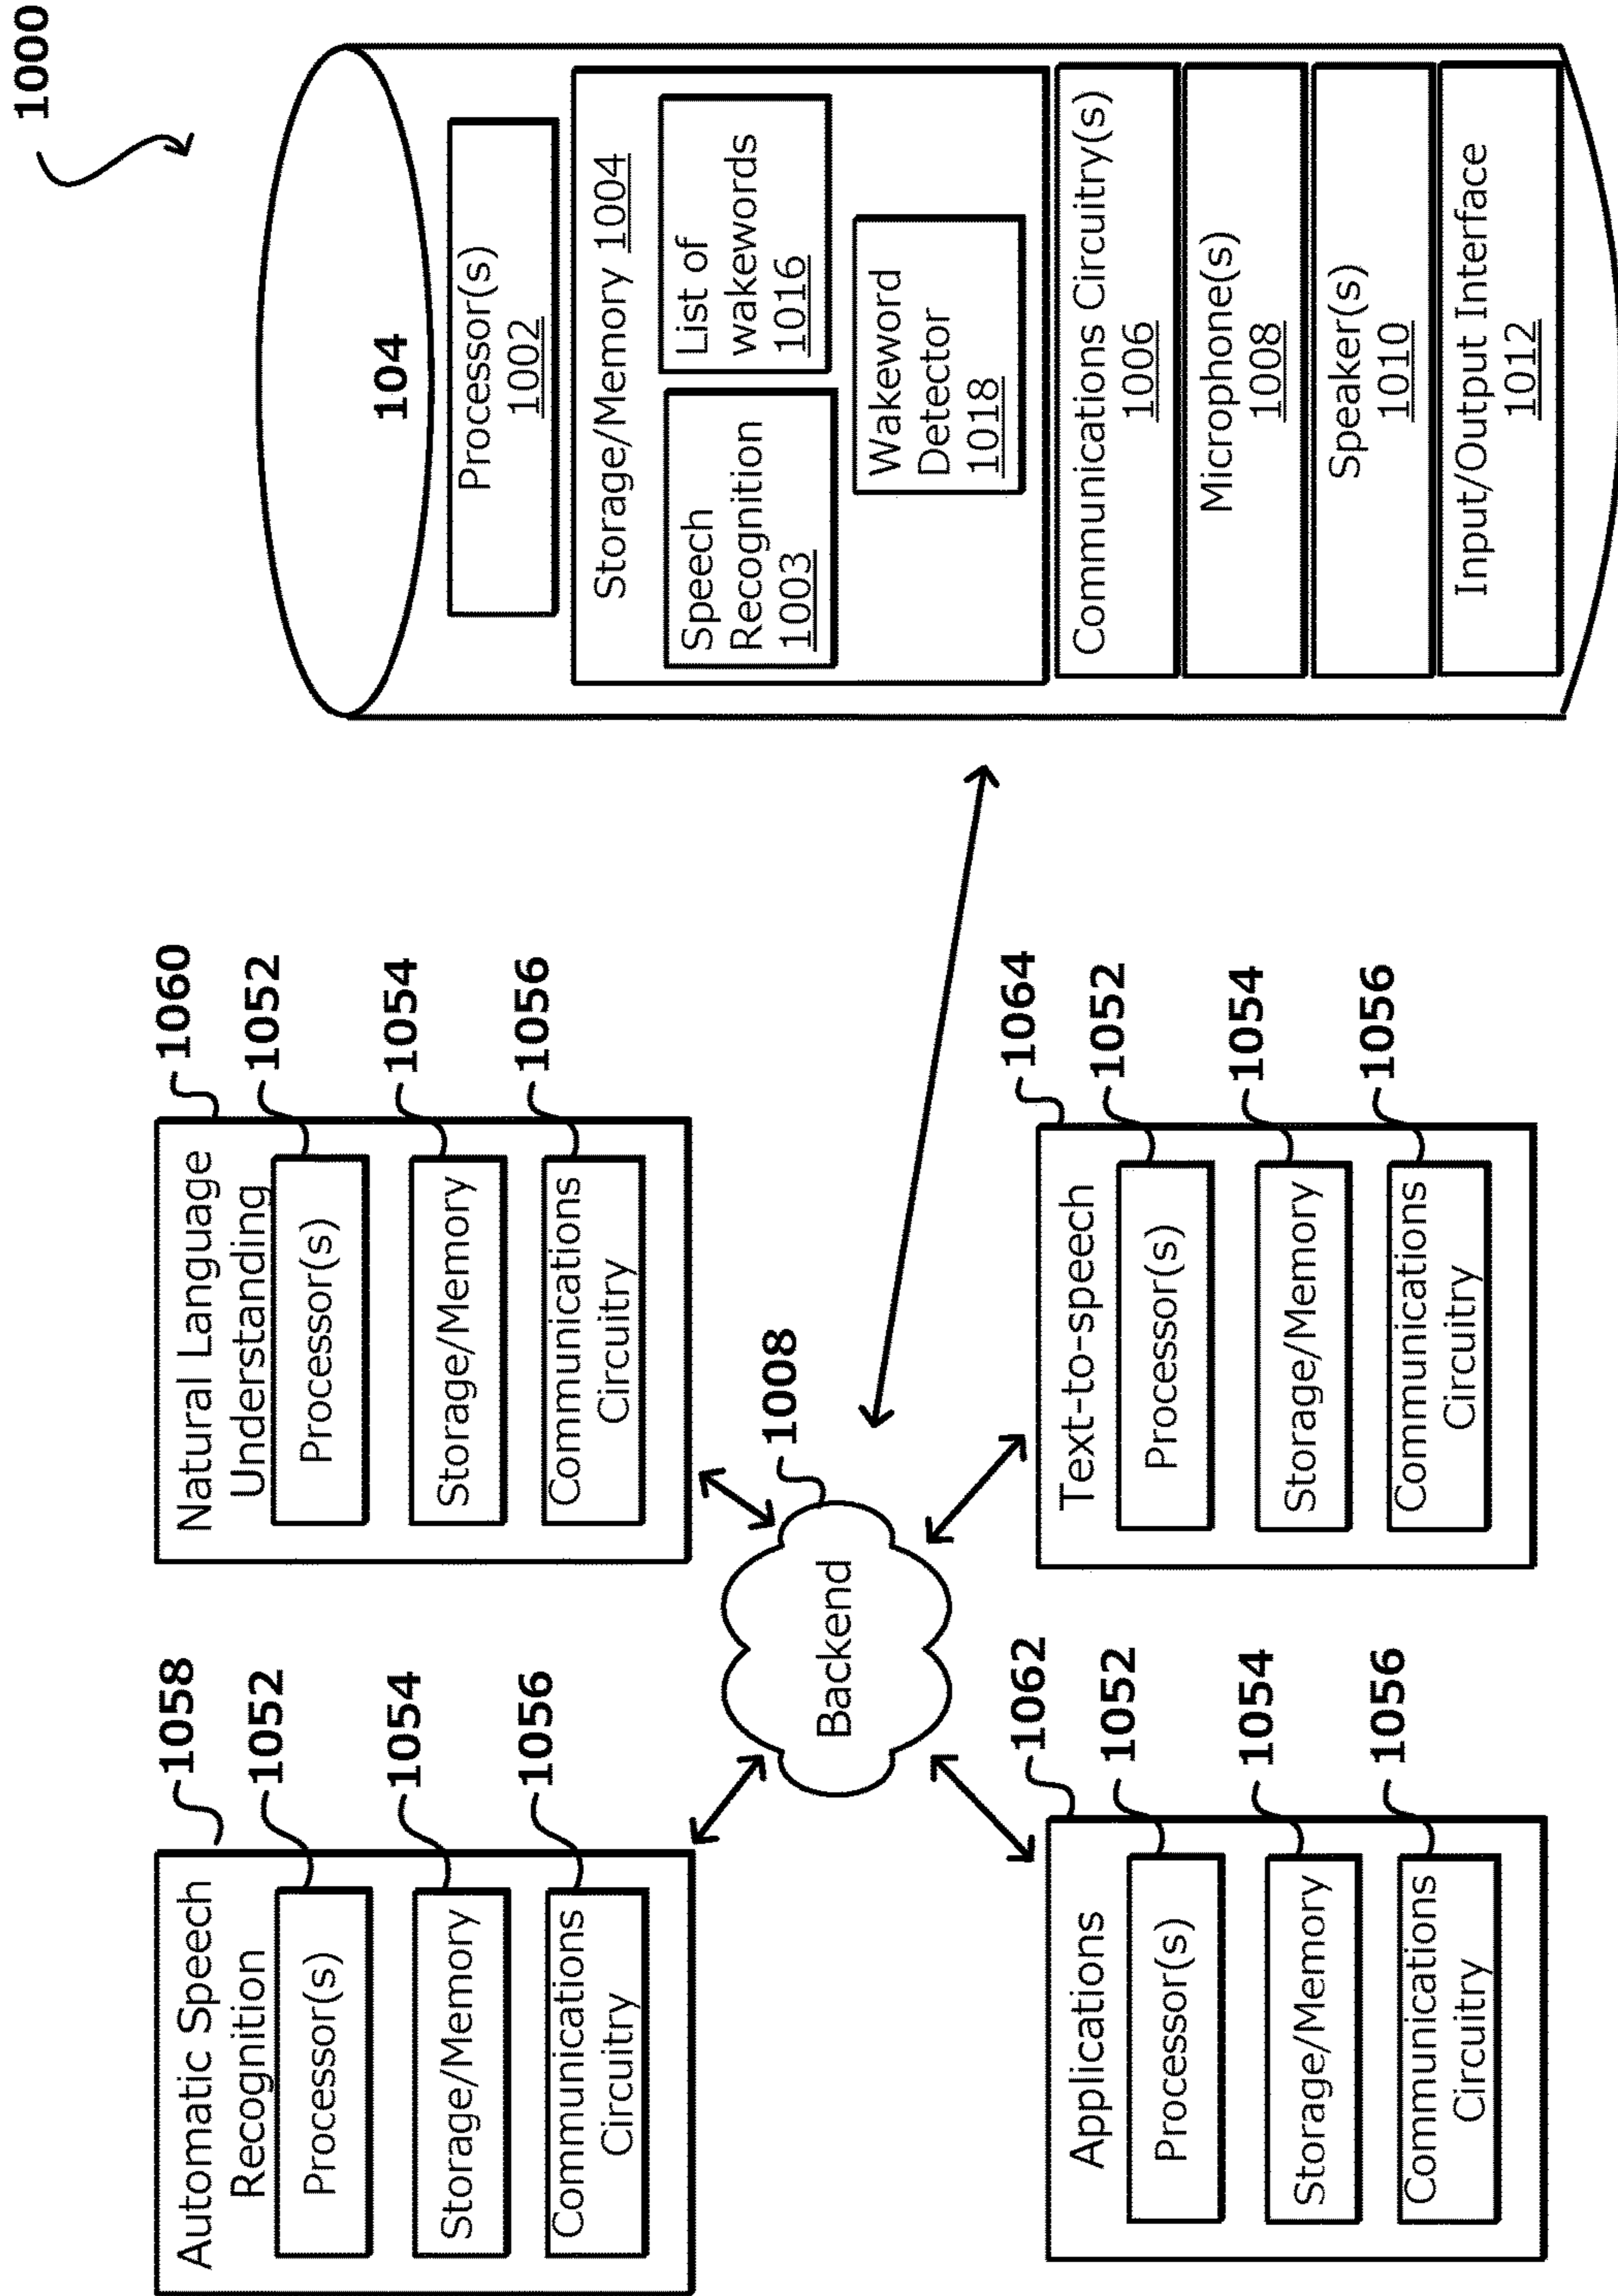 1000
Automatic Speech
Recognition
1058
Processor(s)
1052
Storage/Memory
1054
Communications
Circuitry
1056
Natural Language
Understanding
1060
Processor(s)
1052
Storage/Memory
1054
Communications
Circuitry
1056
Backend
1008
Applications
1062
Processor(s)
1052
Storage/Memory
1054
Communications
Circuitry
1056
Text-to-speech
1064
Processor(s)
1052
Storage/Memory
1054
Communications
Circuitry
1056
104
Processor(s)
1002
Storage/Memory 1004
Speech
Recognition
1003
List of
wakewords
1016
Wakeword
Detector
1018
Communications Circuitry(s)
1006
Microphone(s)
1008
Speaker(s)
1010
Input/Output Interface
1012